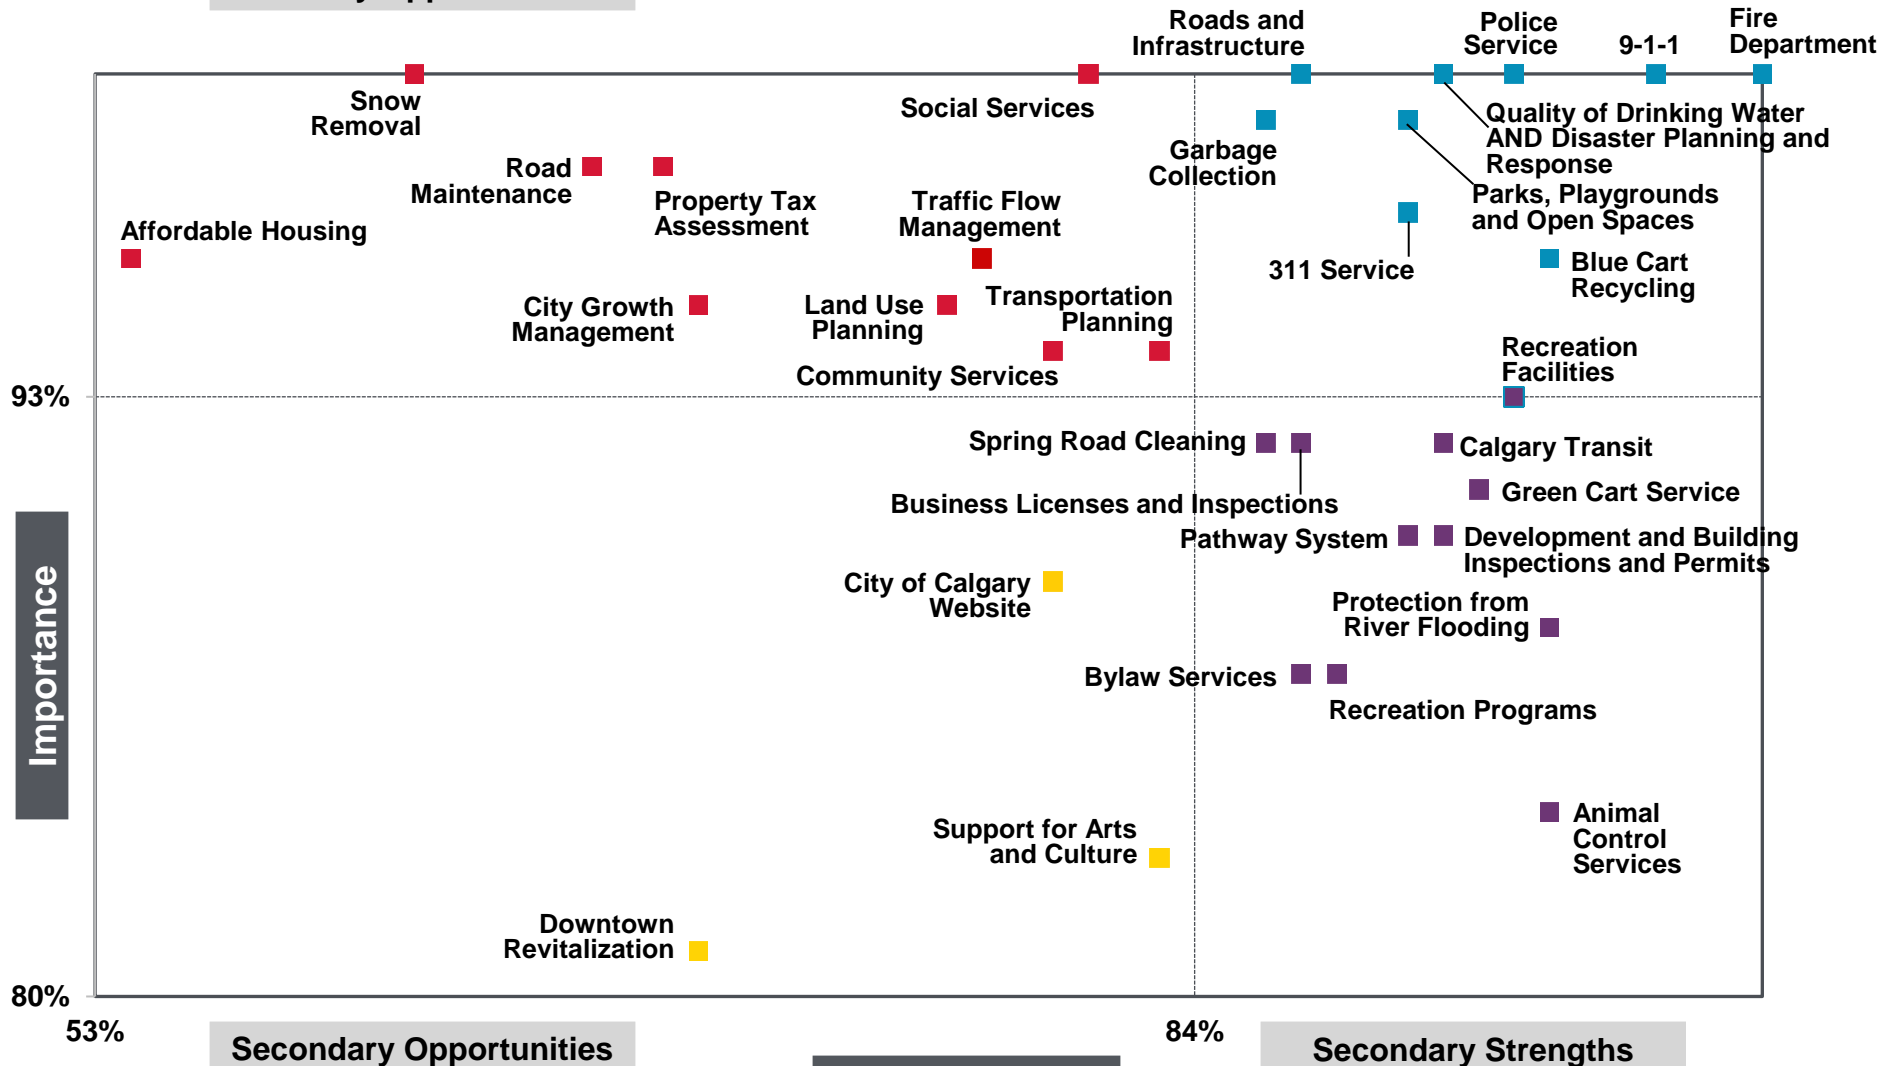 Roads and
Infrastructure
Police
Service
9-1-1
Fire
Department
Snow
Removal
Social Services
Quality of Drinking Water
AND Disaster Planning and
Response
Garbage
Collection
Road
Maintenance
Property Tax
Assessment
Traffic Flow
Management
Parks, Playgrounds
and Open Spaces
Affordable Housing
311 Service
Blue Cart
Recycling
City Growth
Management
Land Use
Planning
Transportation
Planning
Community Services
Recreation
Facilities
93%
Spring Road Cleaning
Calgary Transit
Business Licenses and Inspections
Green Cart Service
Pathway System
Development and Building
Inspections and Permits
City of Calgary
Website
Protection from
River Flooding
Importance
Bylaw Services
Recreation Programs
Animal
Control
Services
Support for Arts
and Culture
Downtown
Revitalization
80%
53%
84%
Secondary Opportunities
Secondary Strengths